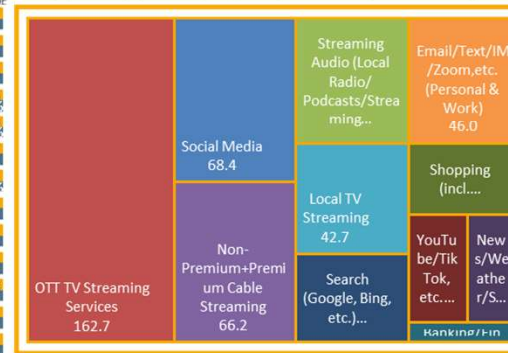 OTT TV Streaming
Services
162.7
Social Media
68.4
Non-
Premium+Premi
um Cable
Streaming
66.2
Streaming
Audio (Local
Radio/
Podcasts/Strea
ming...
Local TV
Streaming
42.7
Search
(Google, Bing,
etc.)...
Email/Text/IM
/Zoom,etc.
(Personal &
Work)
46.0
Shopping
(incl....
YouTu
be/Tik
Tok,
etc....
New
s/We
athe
r/S...
Banking/Fin